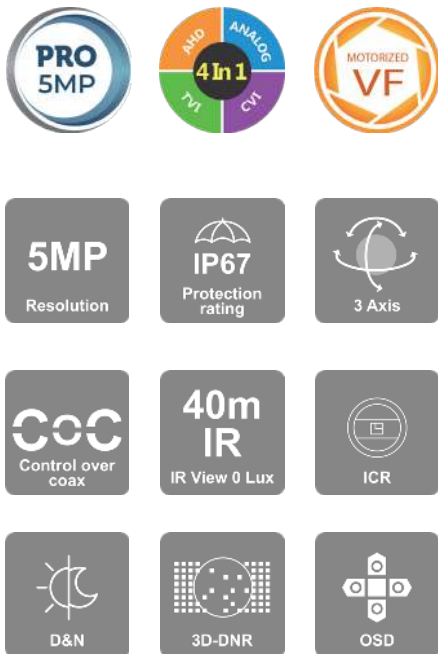 PRO
5MP
AHD
ANALOG
4 In 1
TVI
CVI
MOTORIZED
VF
5MP
Resolution
IP67
Protection
rating
3 Axis
CoC
Control over
coax
40m
IR
IR View 0 Lux
ICR
D&N
3D-DNR
OSD